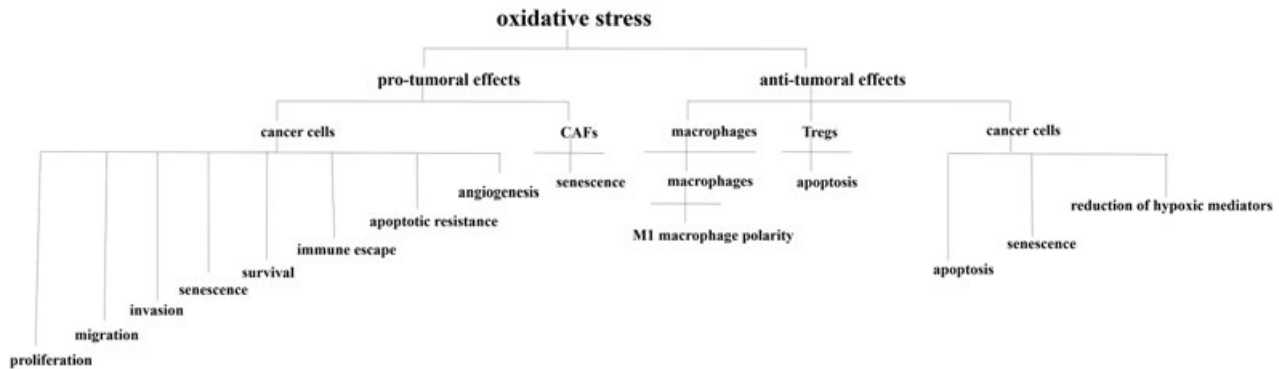 oxidative stress
pro-tumoral effects
anti-tumoral effects
cancer cells
CAFs
macrophages
Tregs
cancer cells
angiogenesis
senescence
macrophages
apoptosis
reduction of hypoxic mediators
apoptotic resistance
M1 macrophage polarity
immune escape
senescence
survival
apoptosis
senescence
invasion
migration
proliferation